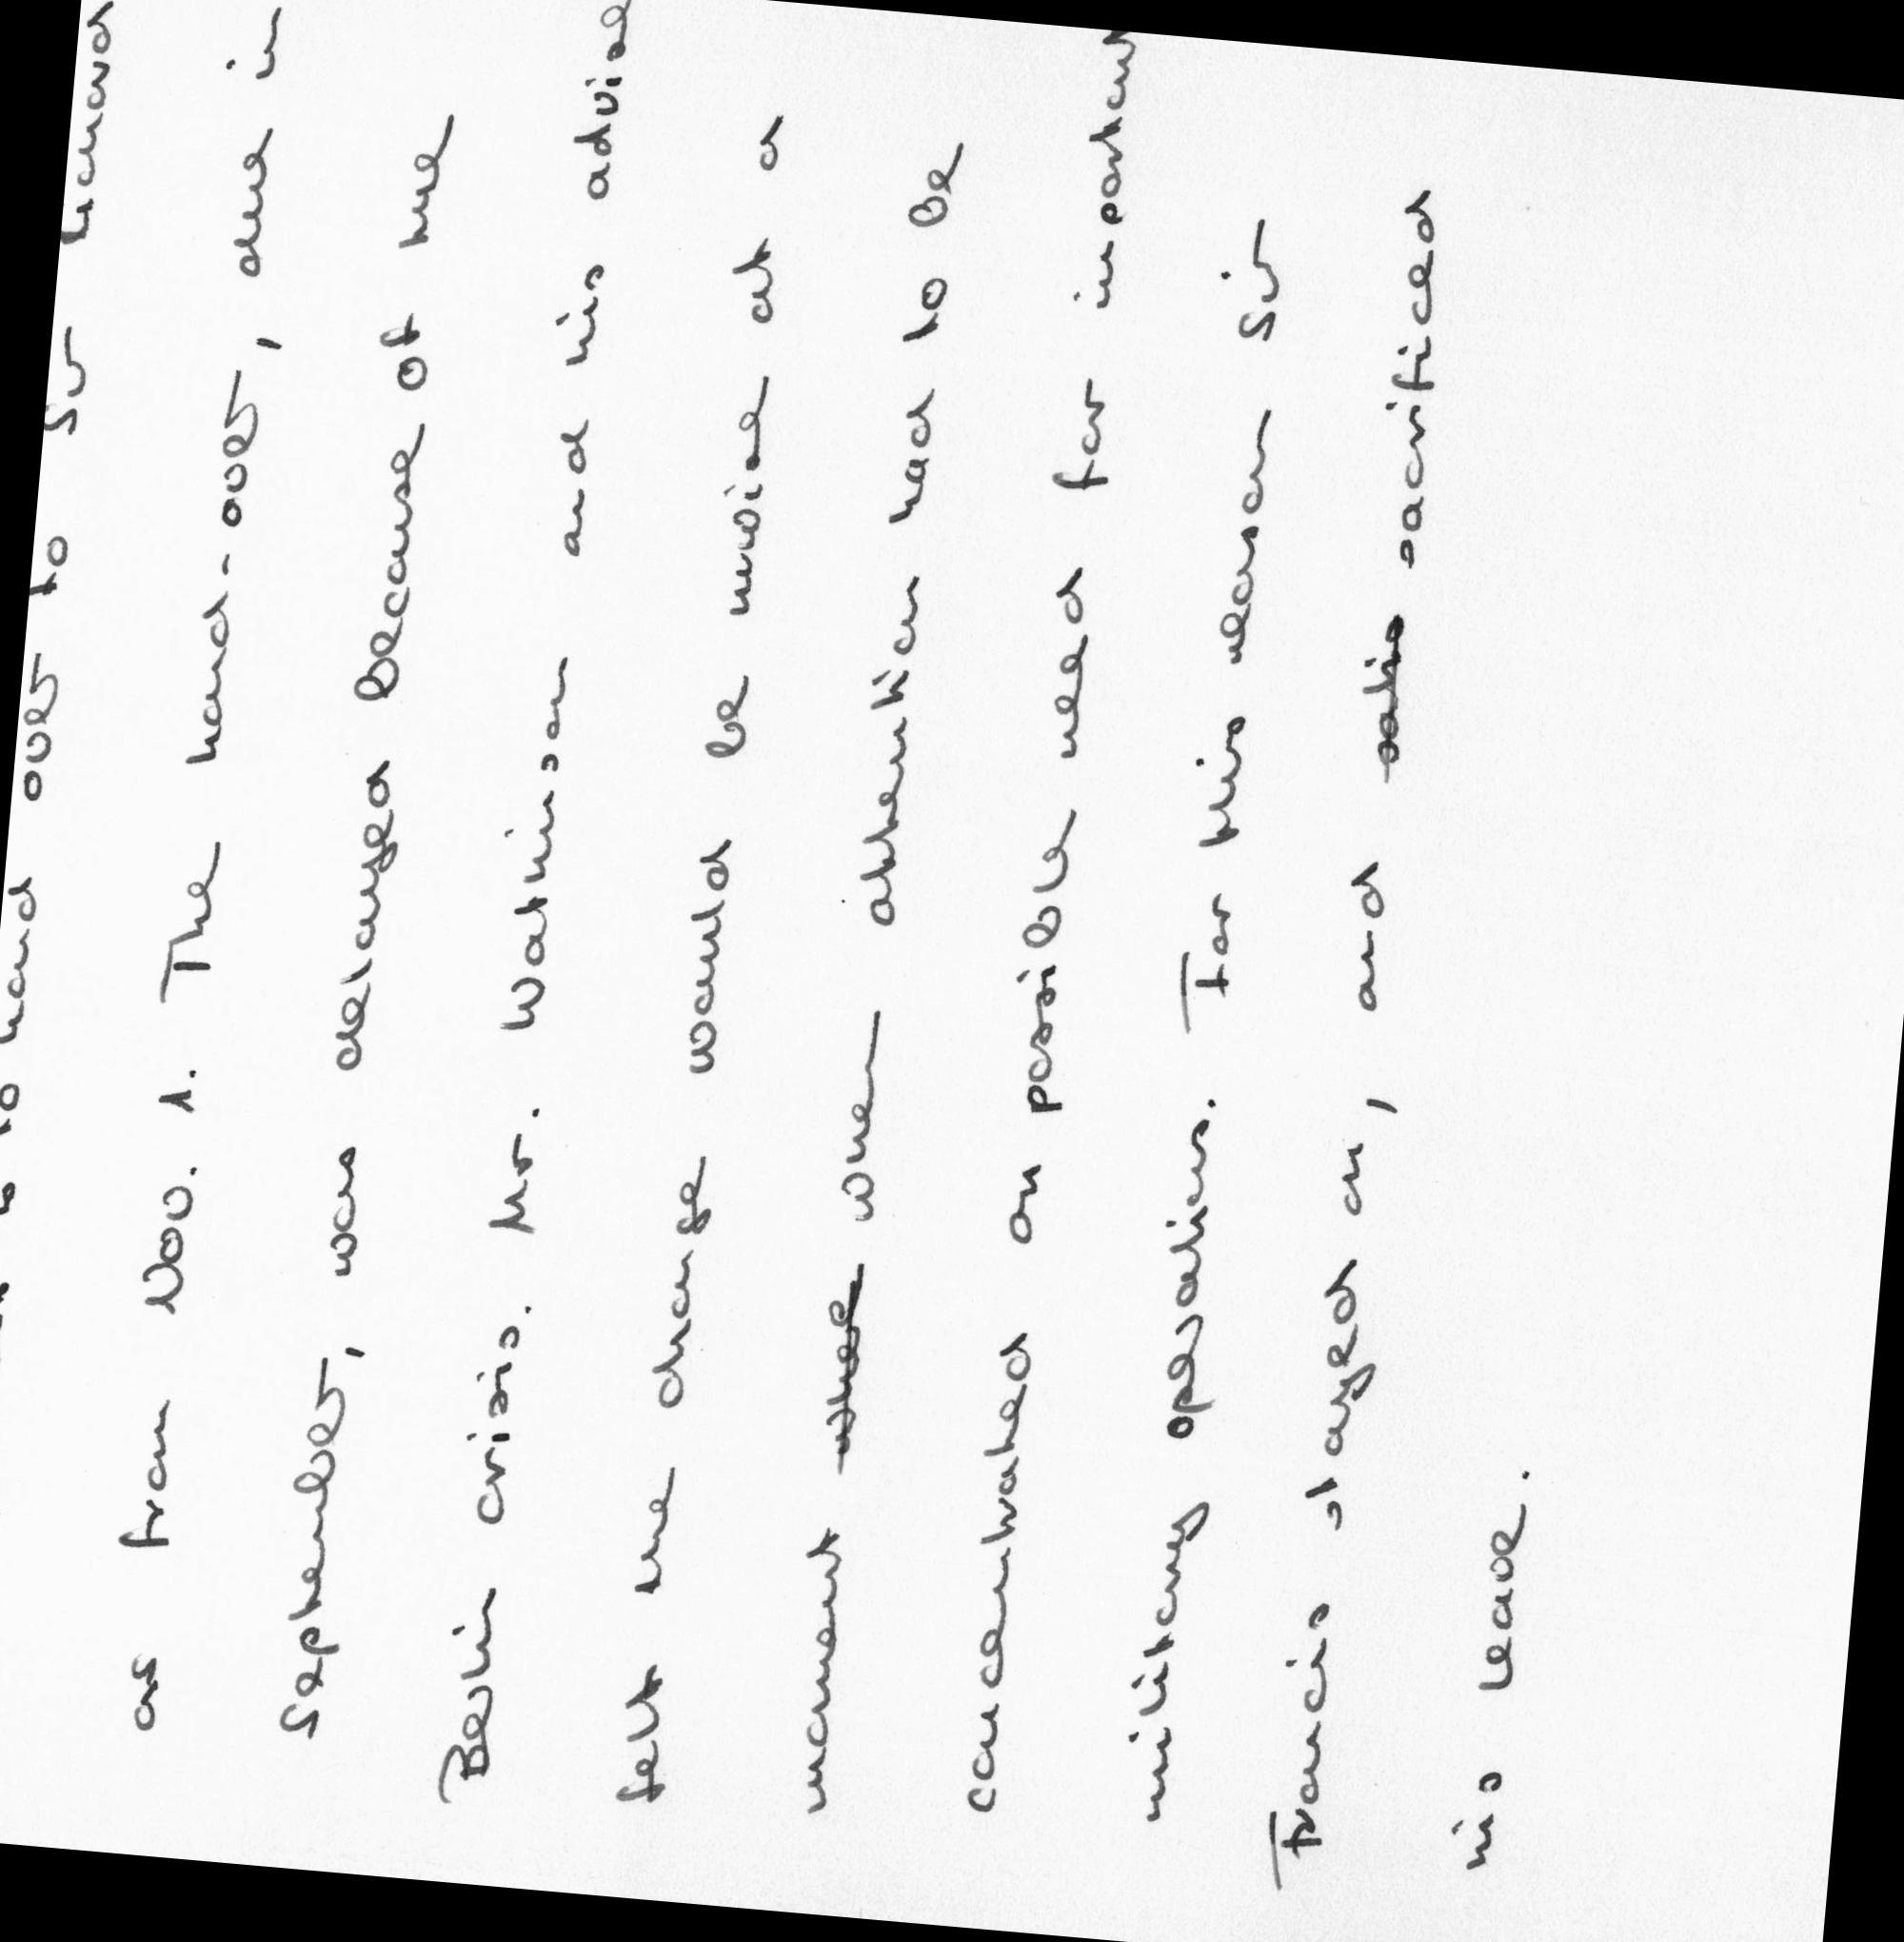 to hand over to Sir
as from Nov. 1. The hand-over, due in
September, was delayed because of the
Berlin crisis. Mr. Watkinson and his advise
felt the change would be unwise at a
moment when attention had to be
concentrated on possible need for important
military operations. For this reason Sir
Francis stayed on, and sacrificed
his leave.